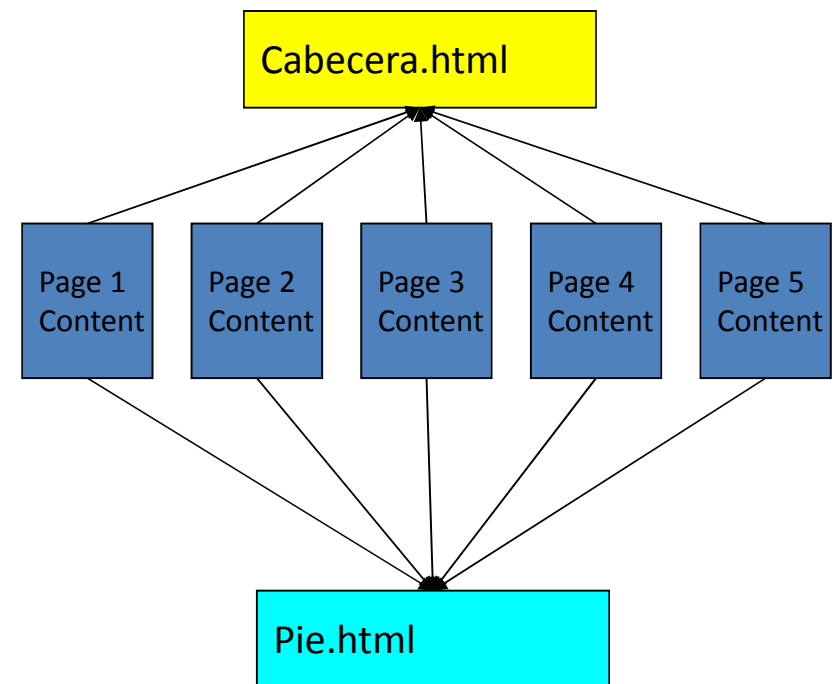 Cabecera.html
Page 1
Content
Page 2
Content
Page 3
Content
Page 4
Content
Page 5
Content
Pie.html